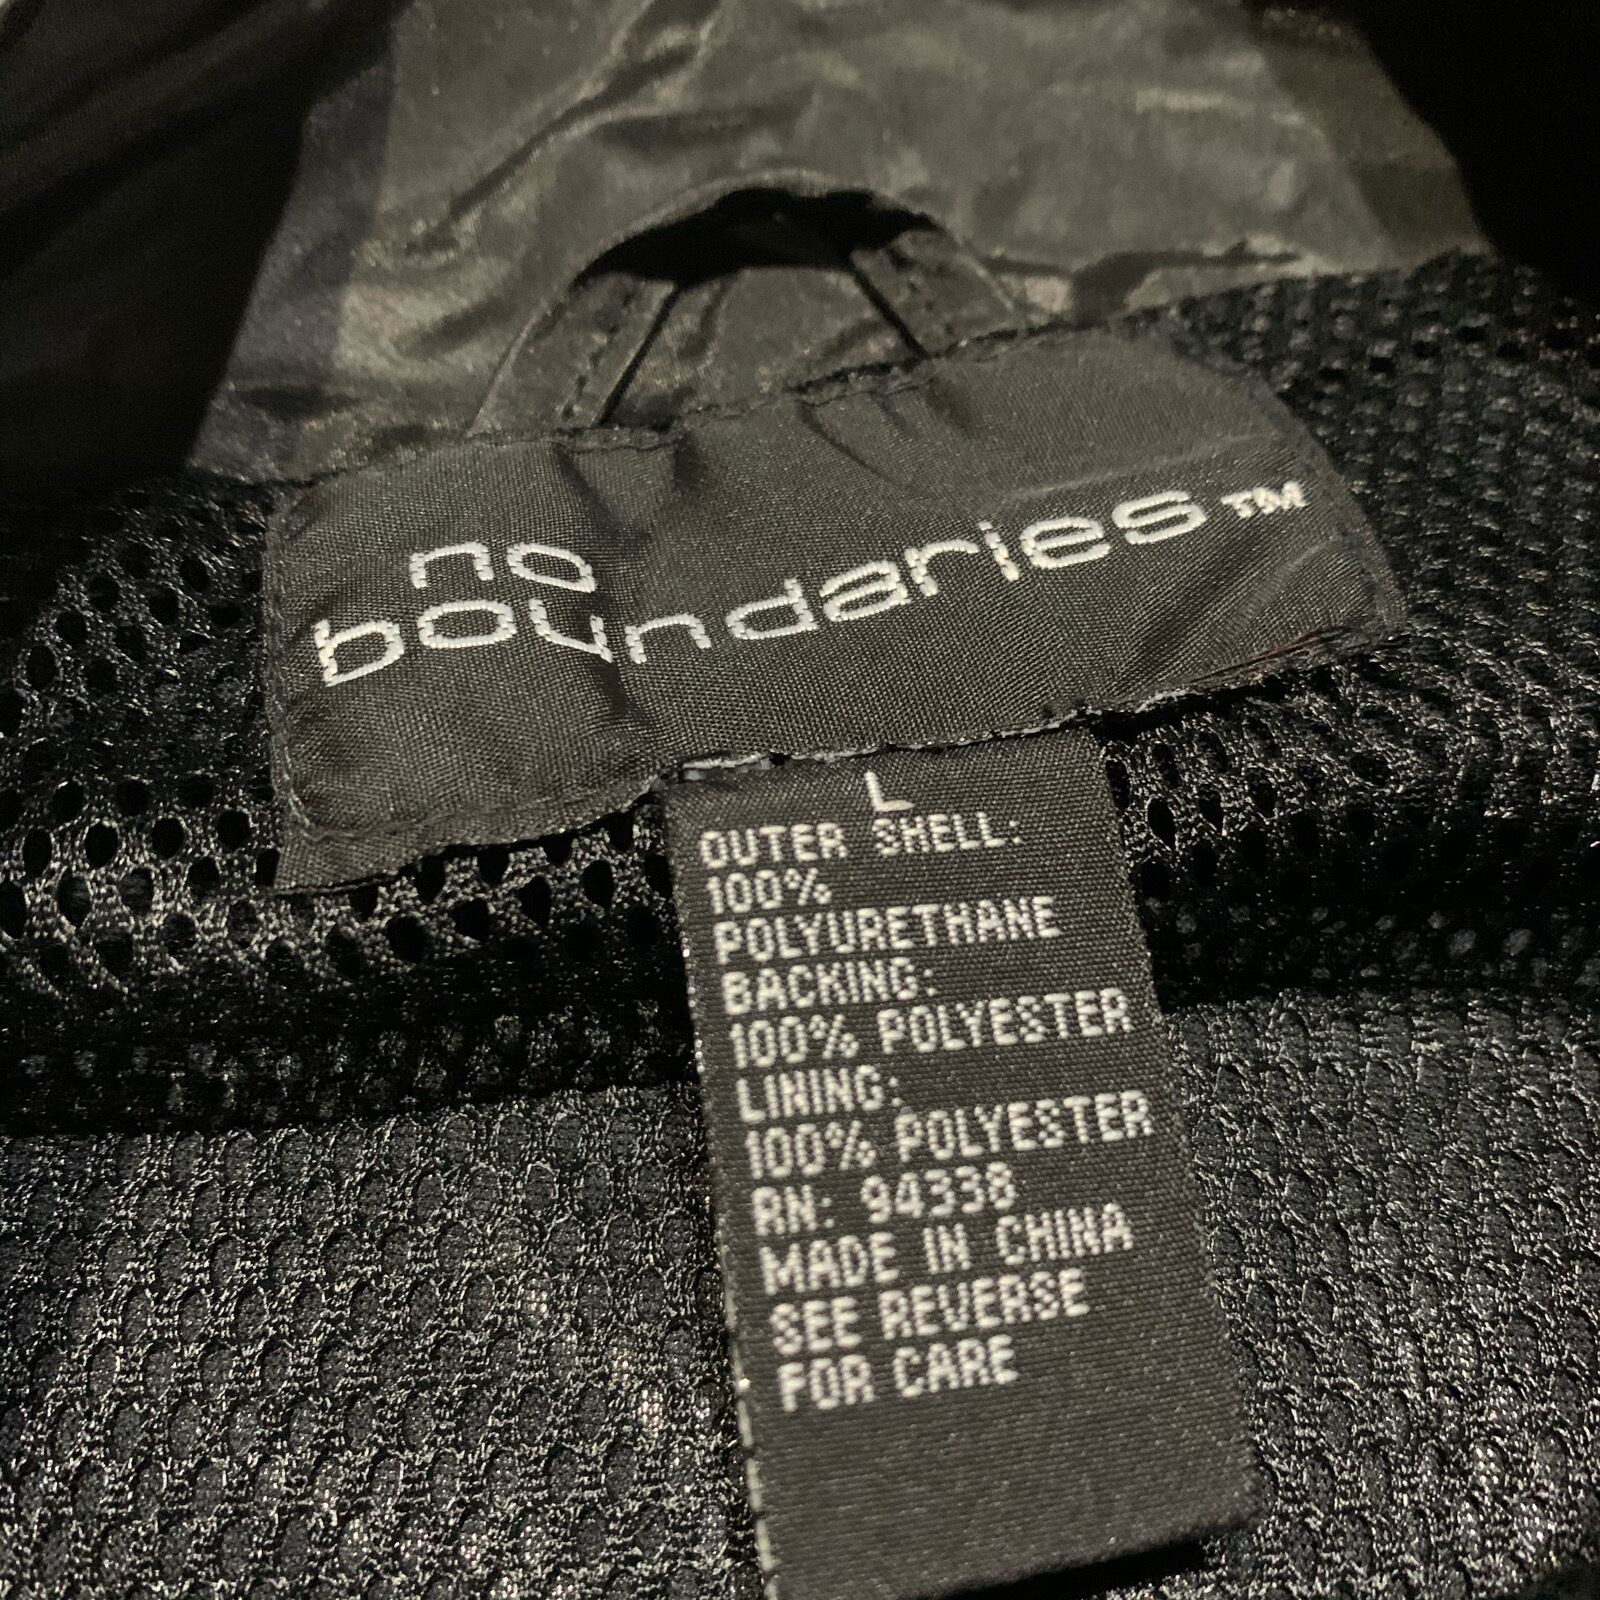 no
boundaries™
L
OUTER SHELL:
100%
POLYURETHANE
BACKING:
100% POLYESTER
LINING:
100% POLYESTER
RN: 94338
MADE IN CHINA
SEE REVERSE
FOR CARE